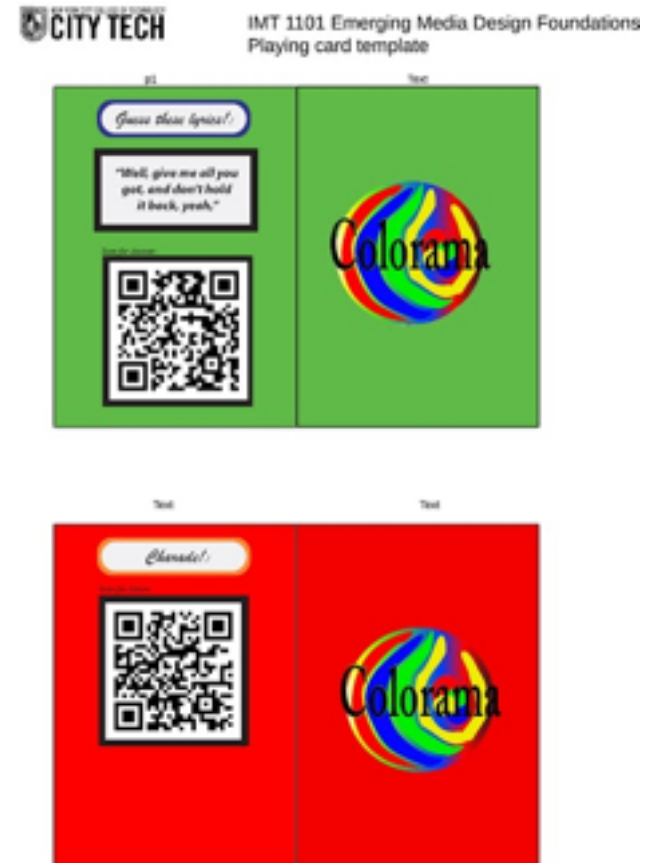 CITY TECH
IMT 1101 Emerging Media Design Foundations
Playing card template
p1
Text
Guess these lyrics!:
"Well, give me all you
got, and don't hold
it back, yeah,"
Colorama
Text
Text
Charade!:
Colorama